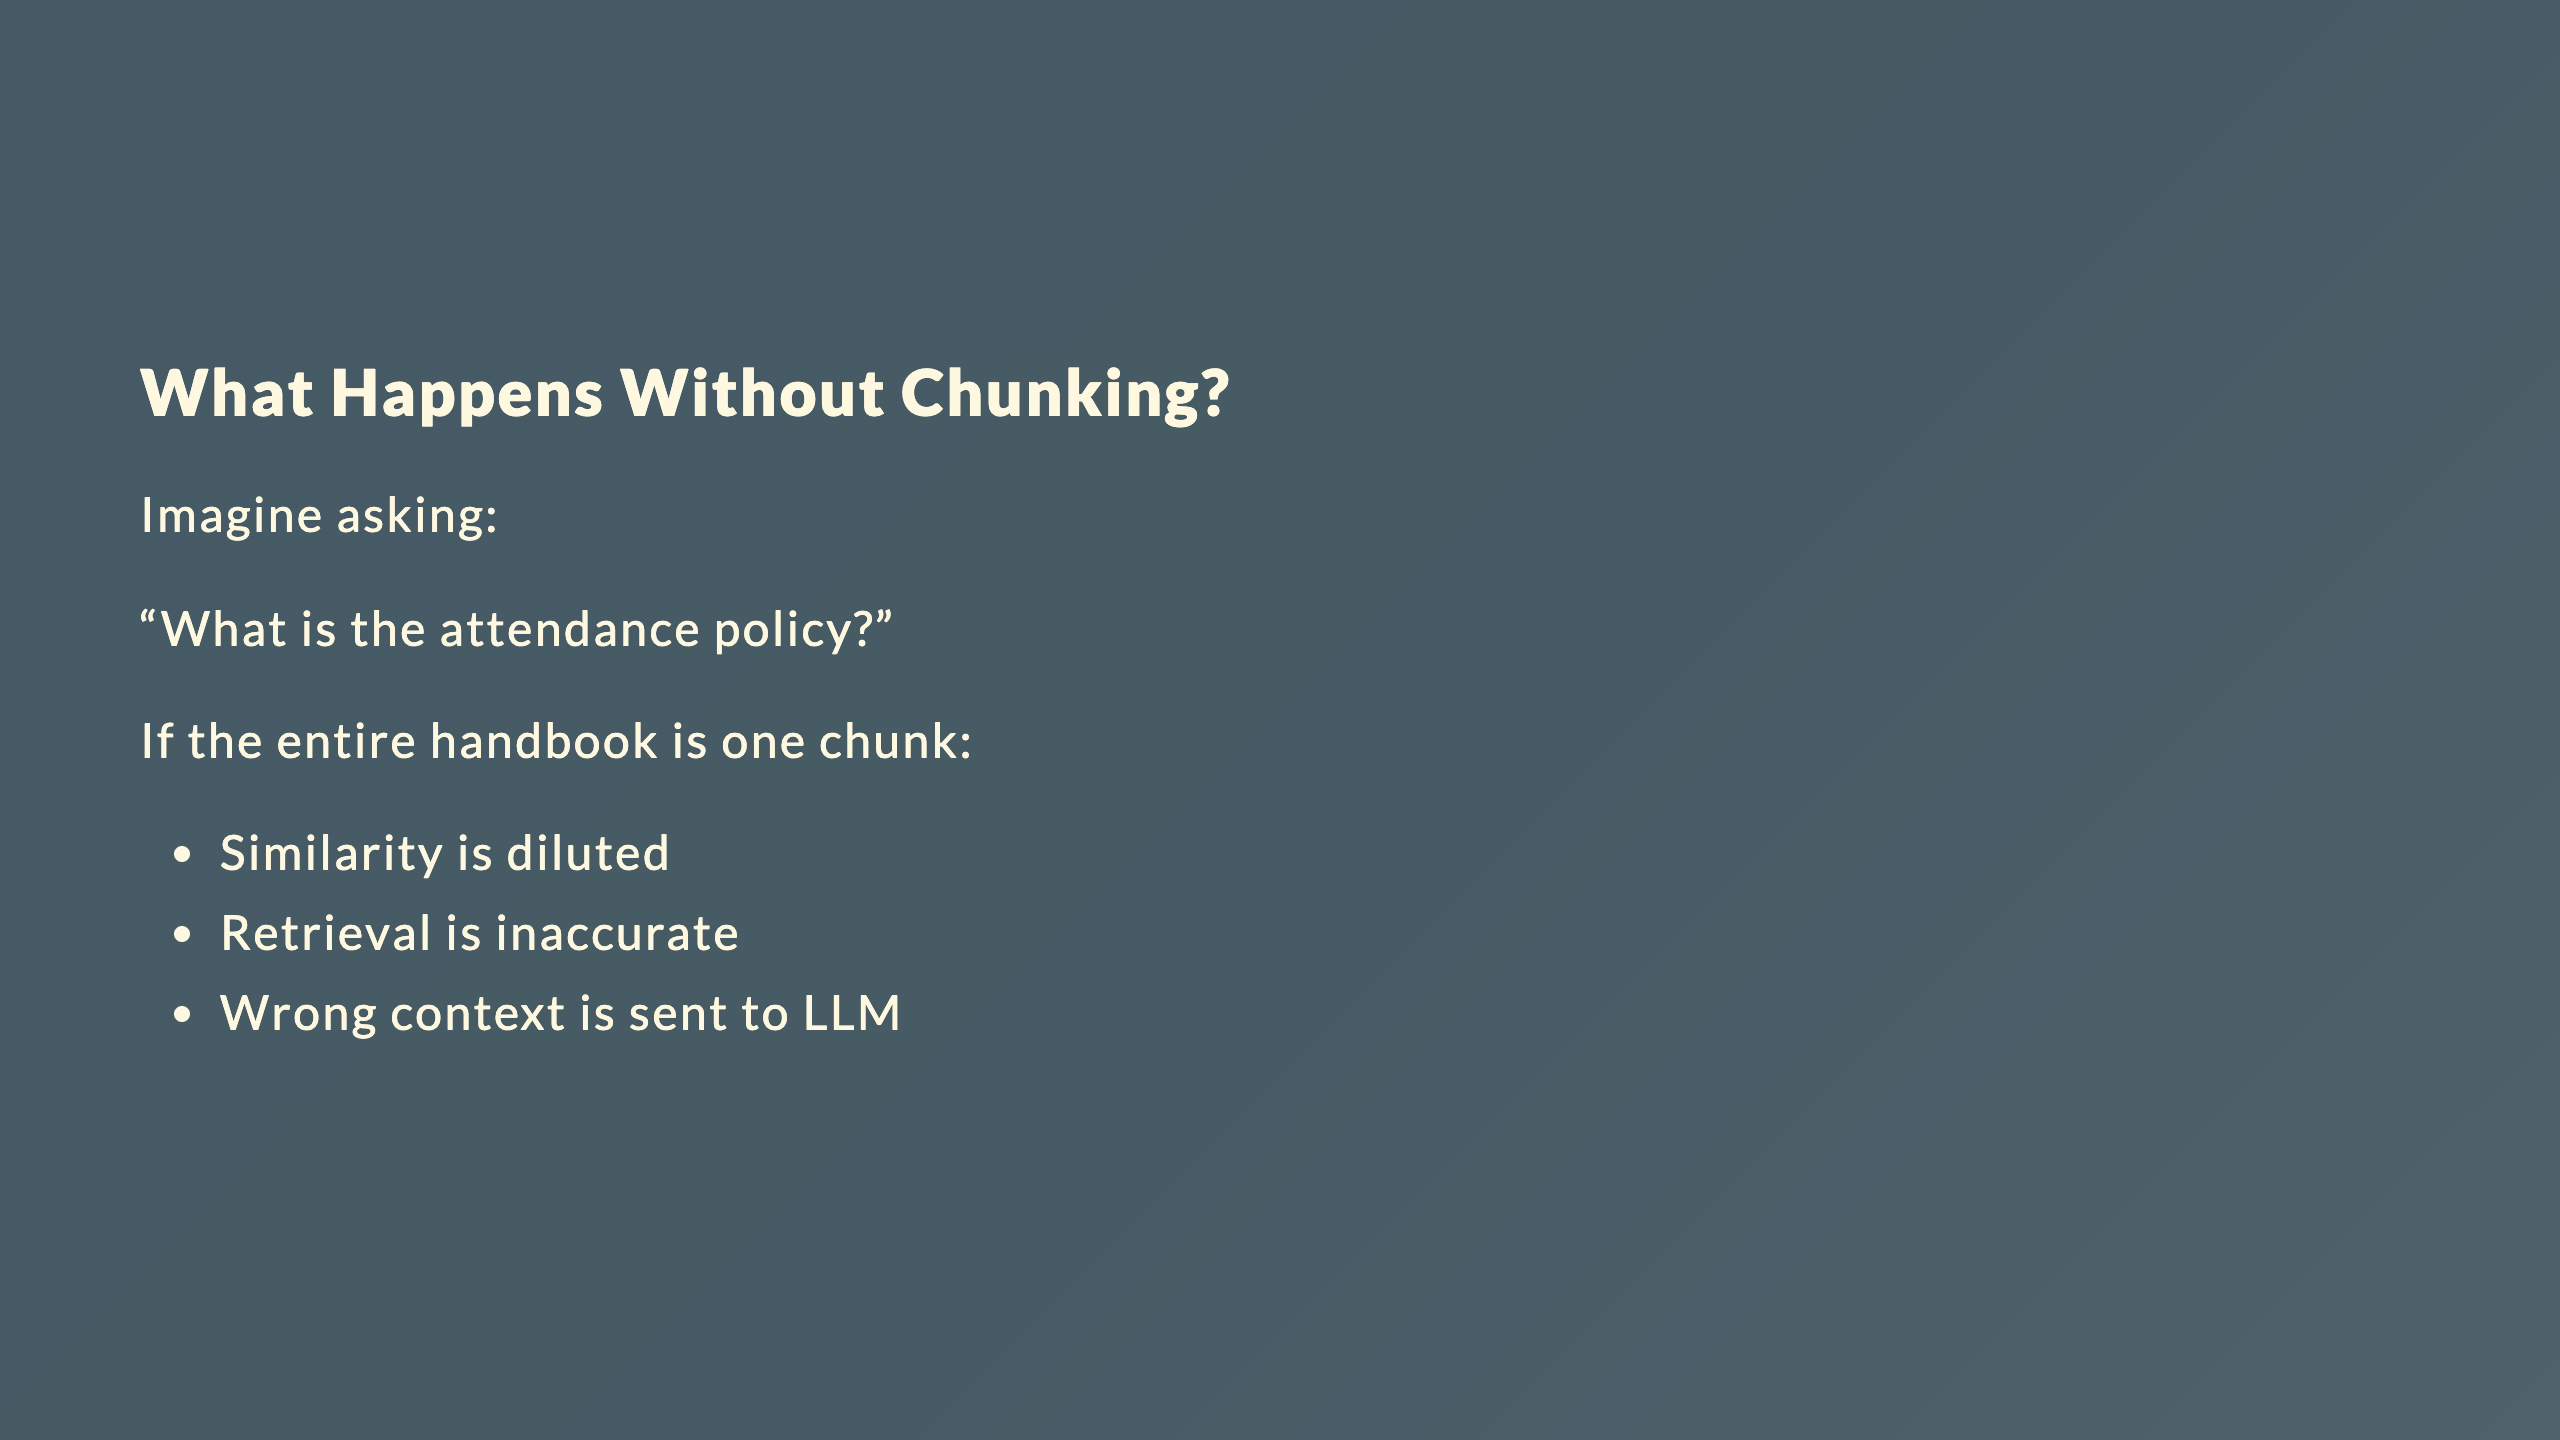 What Happens Without Chunking?
Imagine asking:
“What is the attendance policy?”
If the entire handbook is one chunk:
• Similarity is diluted
• Retrieval is inaccurate
• Wrong context is sent to LLM